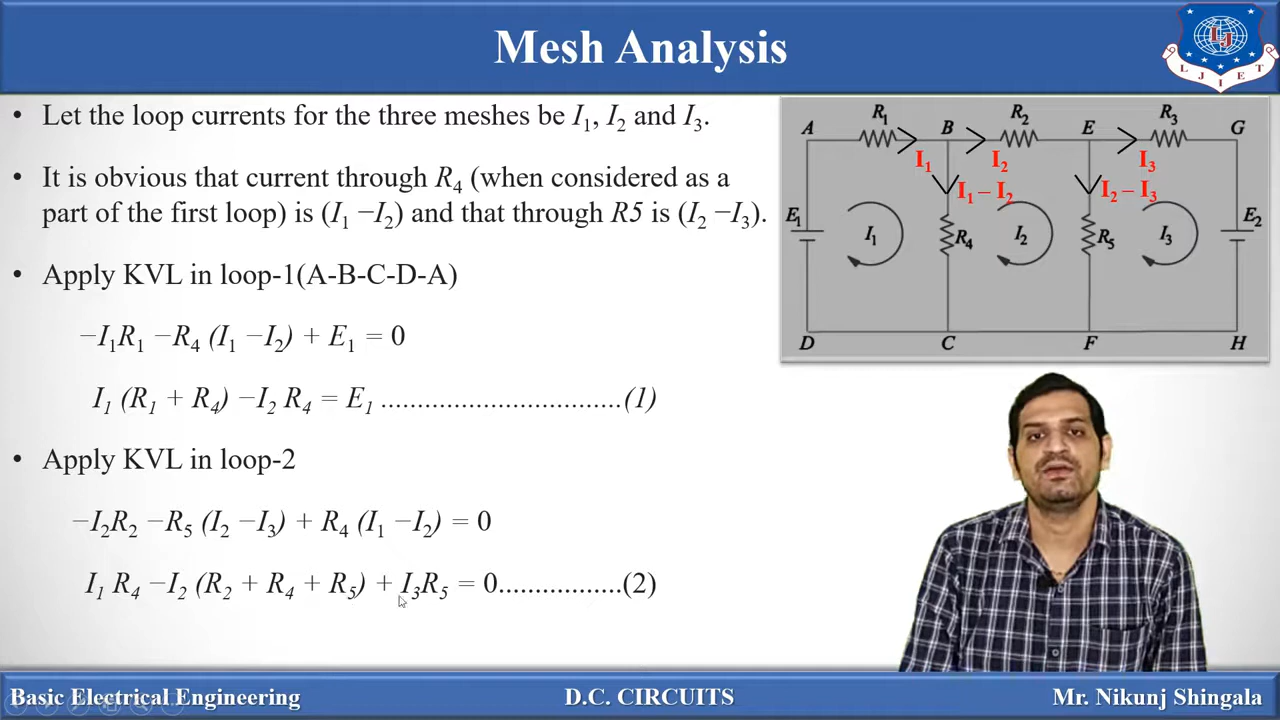 Mesh Analysis
L J I E T
• Let the loop currents for the three meshes be I₁, I₂ and I₃.
• It is obvious that current through R₄ (when considered as a
part of the first loop) is (I₁ −I₂) and that through R5 is (I₂ −I₃).
• Apply KVL in loop-1(A-B-C-D-A)
−I₁R₁ −R₄ (I₁ −I₂) + E₁ = 0
I₁ (R₁ + R₄) −I₂ R₄ = E₁ .................................(1)
• Apply KVL in loop-2
−I₂R₂ −R₅ (I₂ −I₃) + R₄ (I₁ −I₂) = 0
I₁ R₄ −I₂ (R₂ + R₄ + R₅) + I₃R₅ = 0.................(2)
A R₁ B R₂ E R₃ G
I₁ I₂ I₃
I₁ – I₂ I₂ – I₃
E₁ I₁ R₄ I₂ R₅ I₃ E₂
D C F H
Basic Electrical Engineering D.C. CIRCUITS Mr. Nikunj Shingala